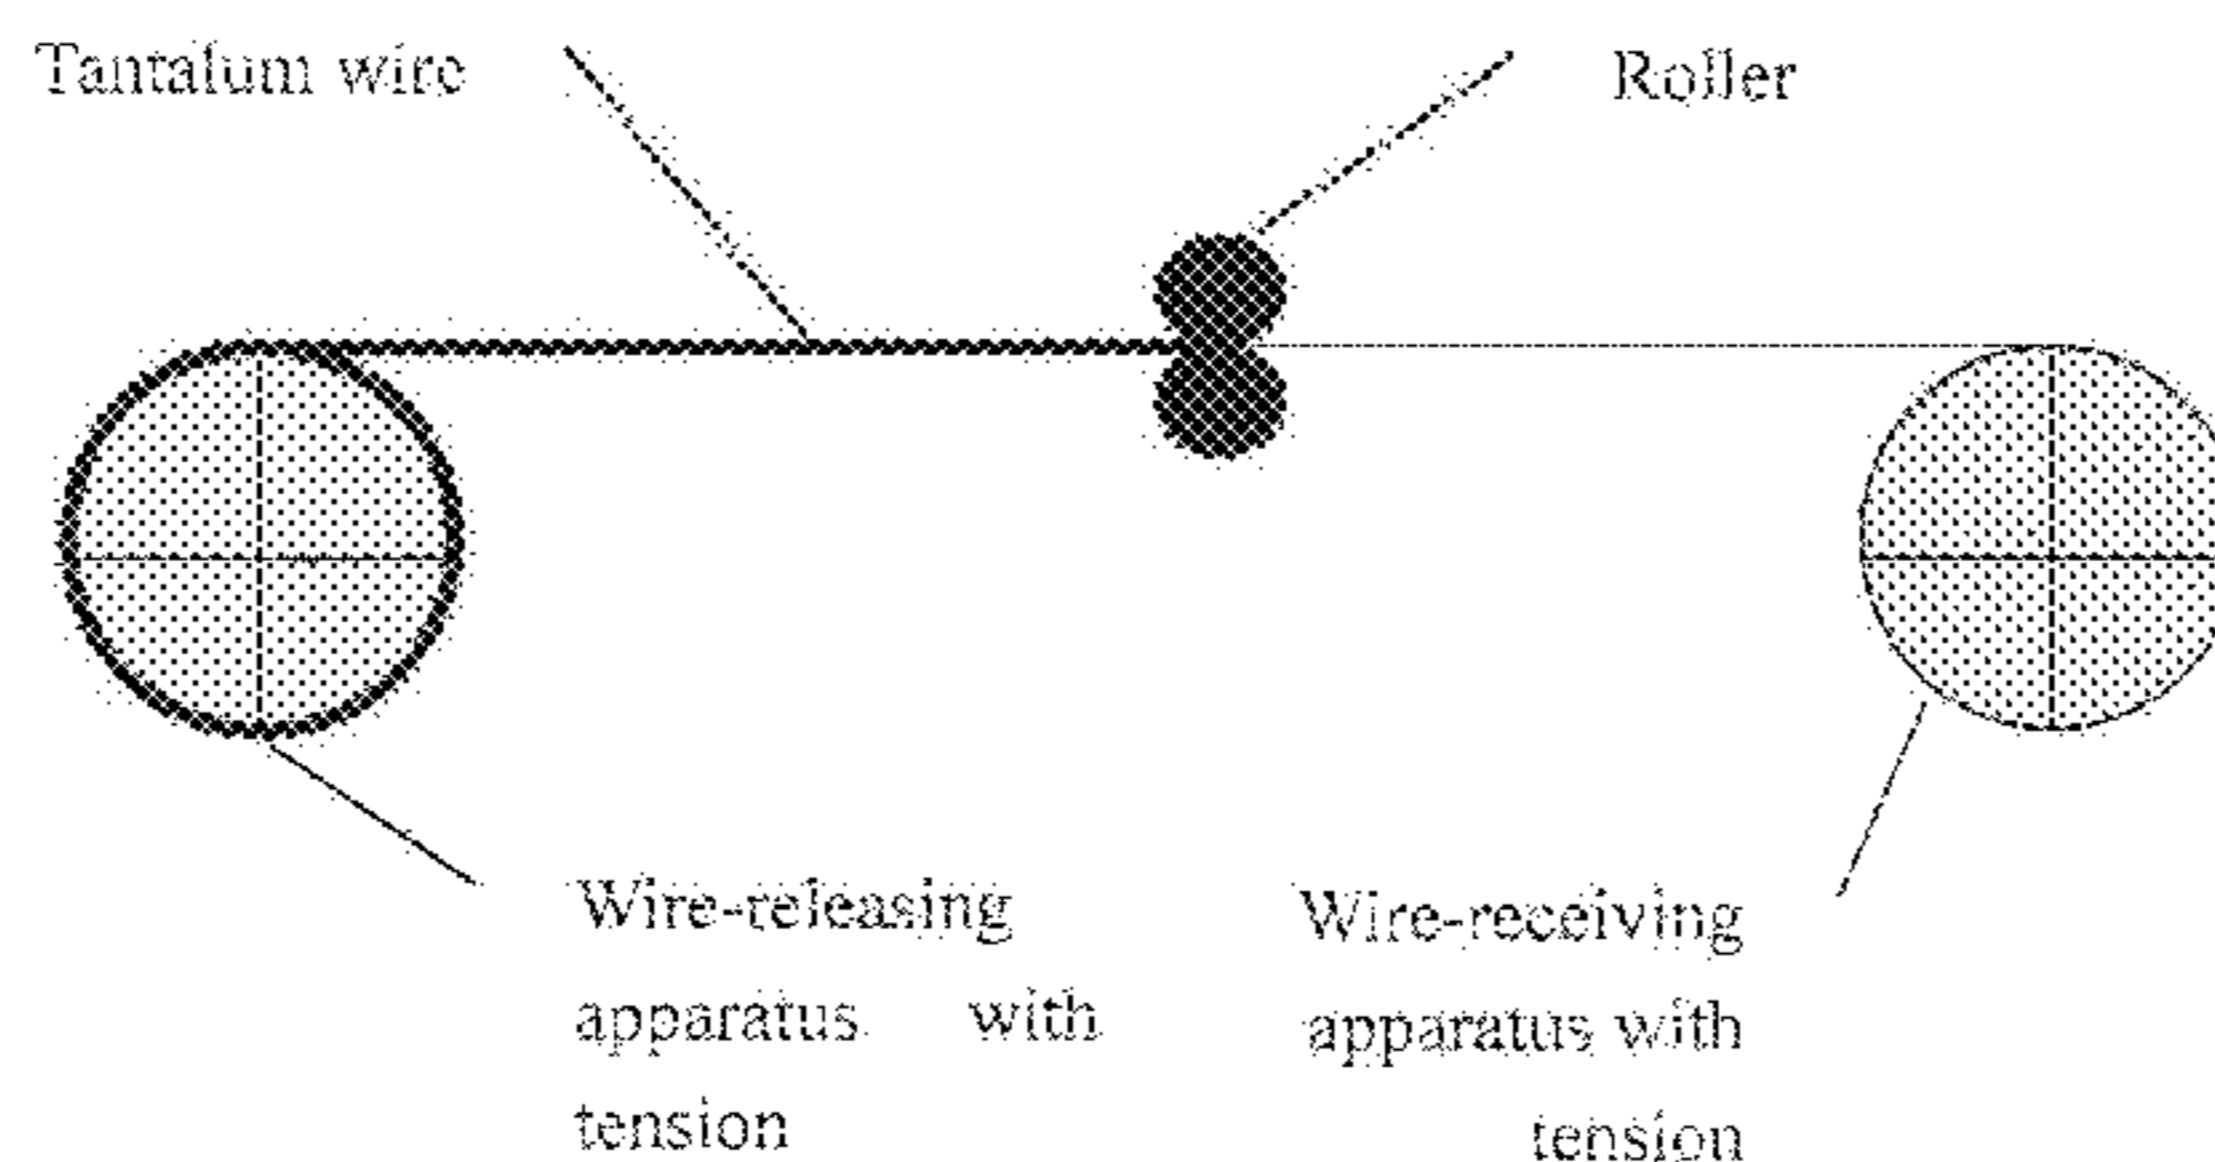 Tantalum wire
Roller
Wire-releasing
apparatus with
tension
Wire-receiving
apparatus with
tension